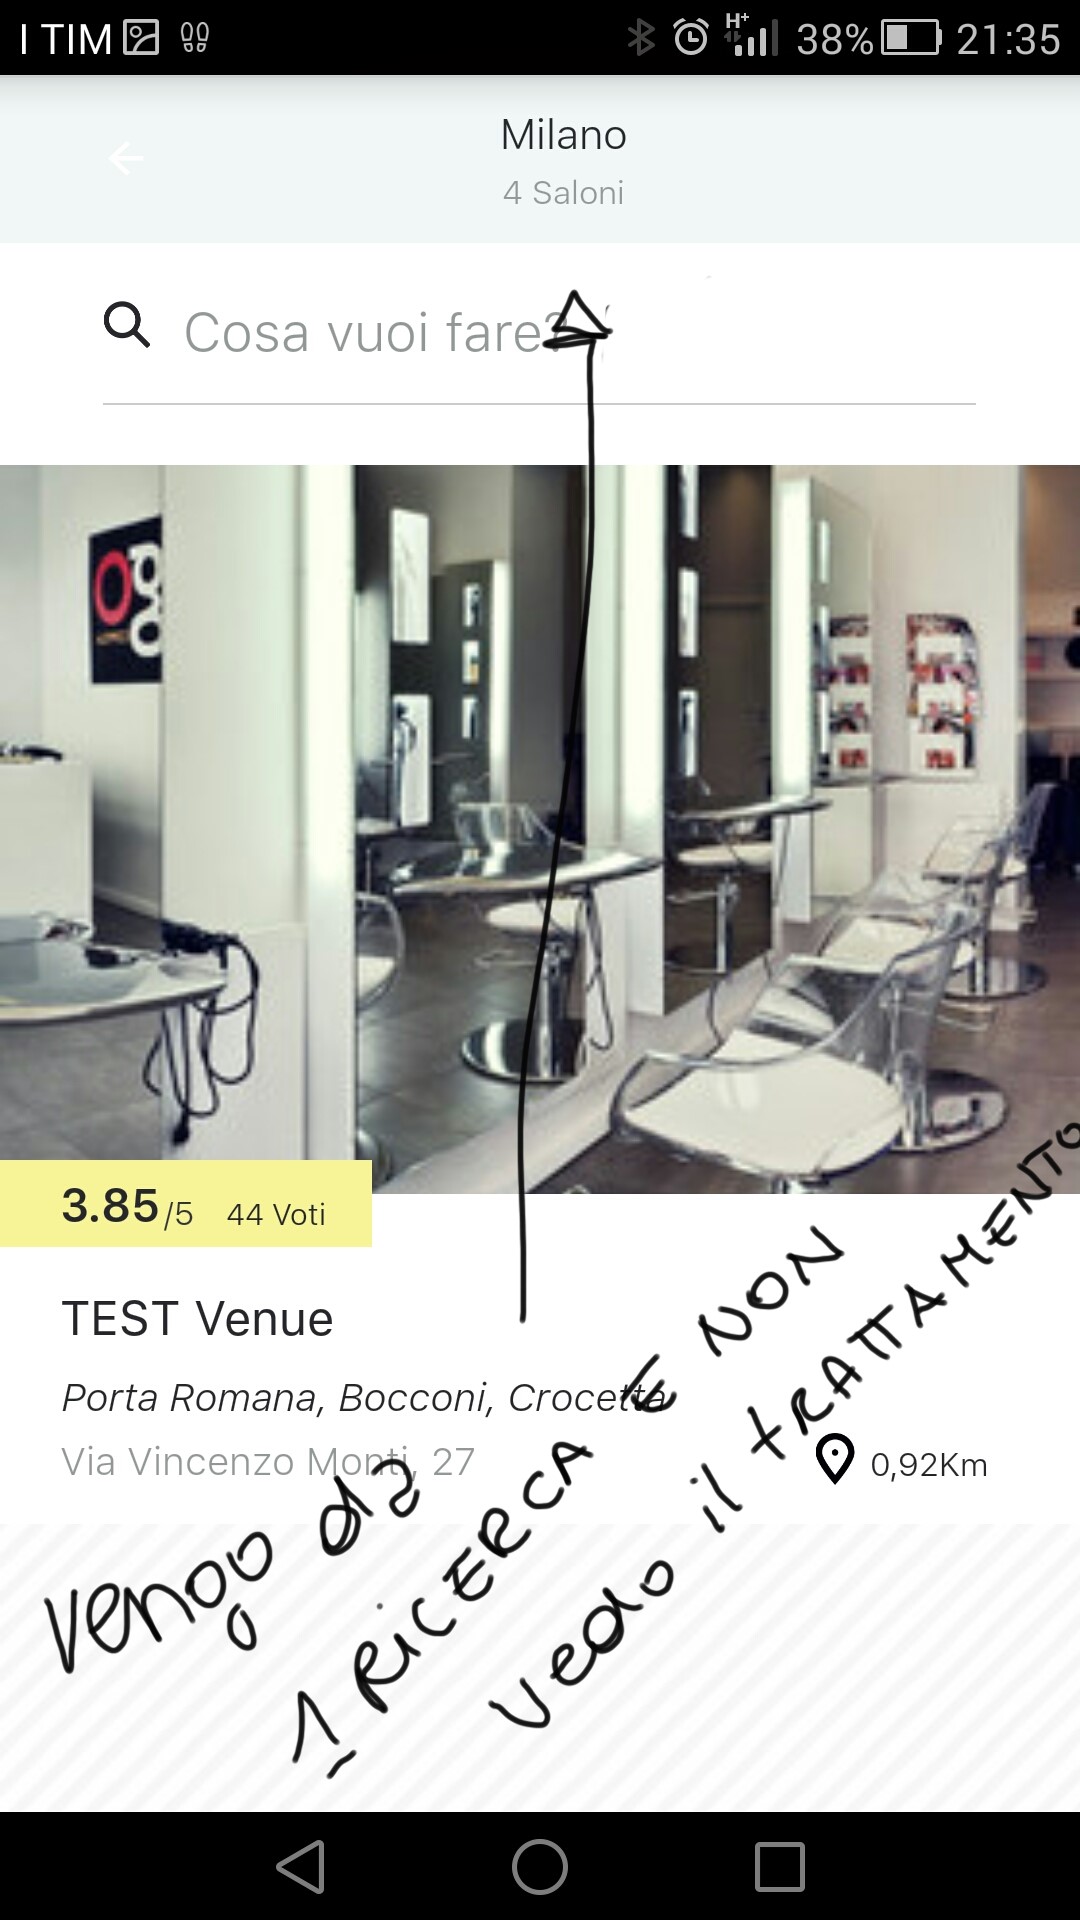 I TIM
H+
38%
21:35
Milano
4 Saloni
Cosa vuoi fare?
Og
3.85/5 44 Voti
TEST Venue
Porta Romana, Bocconi, Crocetta
Via Vincenzo Monti, 27
0,92Km
vengo da
1 RICERCA E NON
vedo il tRATTAMENTO